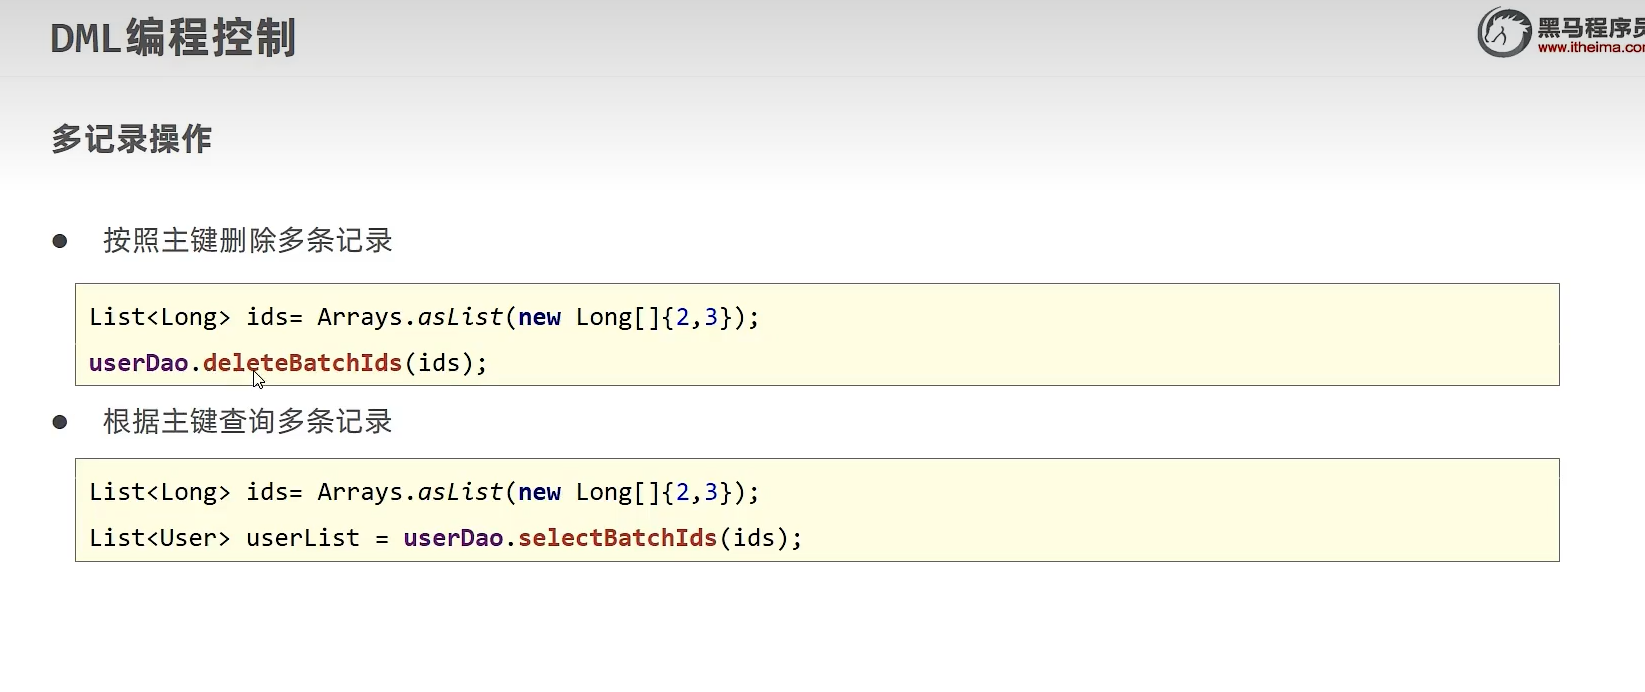 DML编程控制
黑马程序员
www.itheima.com
多记录操作
● 按照主键删除多条记录
List<Long> ids= Arrays.asList(new Long[]{2,3});
userDao.deleteBatchIds(ids);
● 根据主键查询多条记录
List<Long> ids= Arrays.asList(new Long[]{2,3});
List<User> userList = userDao.selectBatchIds(ids);